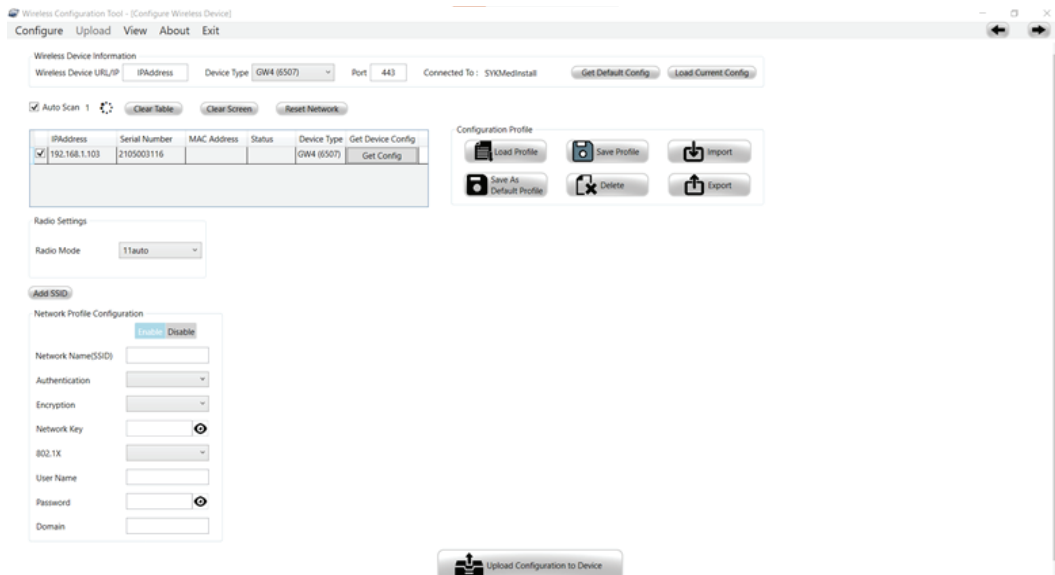 Wireless Configuration Tool - [Configure Wireless Device]
Configure Upload View About Exit
Wireless Device Information
Wireless Device URL/IP IPAddress Device Type GW4 (6507) Port 443 Connected To : SYKMedInstall Get Default Config Load Current Config
Auto Scan 1 Clear Table Clear Screen Reset Network
IPAddress Serial Number MAC Address Status Device Type Get Device Config
192.168.1.103 2105003116 GW4 (6507) Get Config
Configuration Profile
Load Profile Save Profile Import
Save As
Default Profile Delete Export
Radio Settings
Radio Mode 11auto
Add SSID
Network Profile Configuration
Enable Disable
Network Name(SSID)
Authentication
Encryption
Network Key
802.1X
User Name
Password
Domain
Upload Configuration to Device